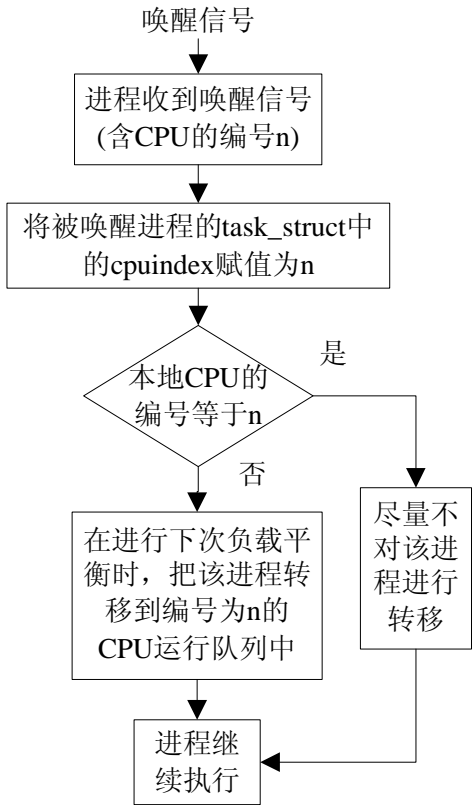 唤醒信号
进程收到唤醒信号
(含CPU的编号n)
将被唤醒进程的task_struct中
的cpuindex赋值为n
本地CPU的
编号等于n
是
否
在进行下次负载平
衡时，把该进程转
移到编号为n的
CPU运行队列中
尽量不
对该进
程进行
转移
进程继
续执行